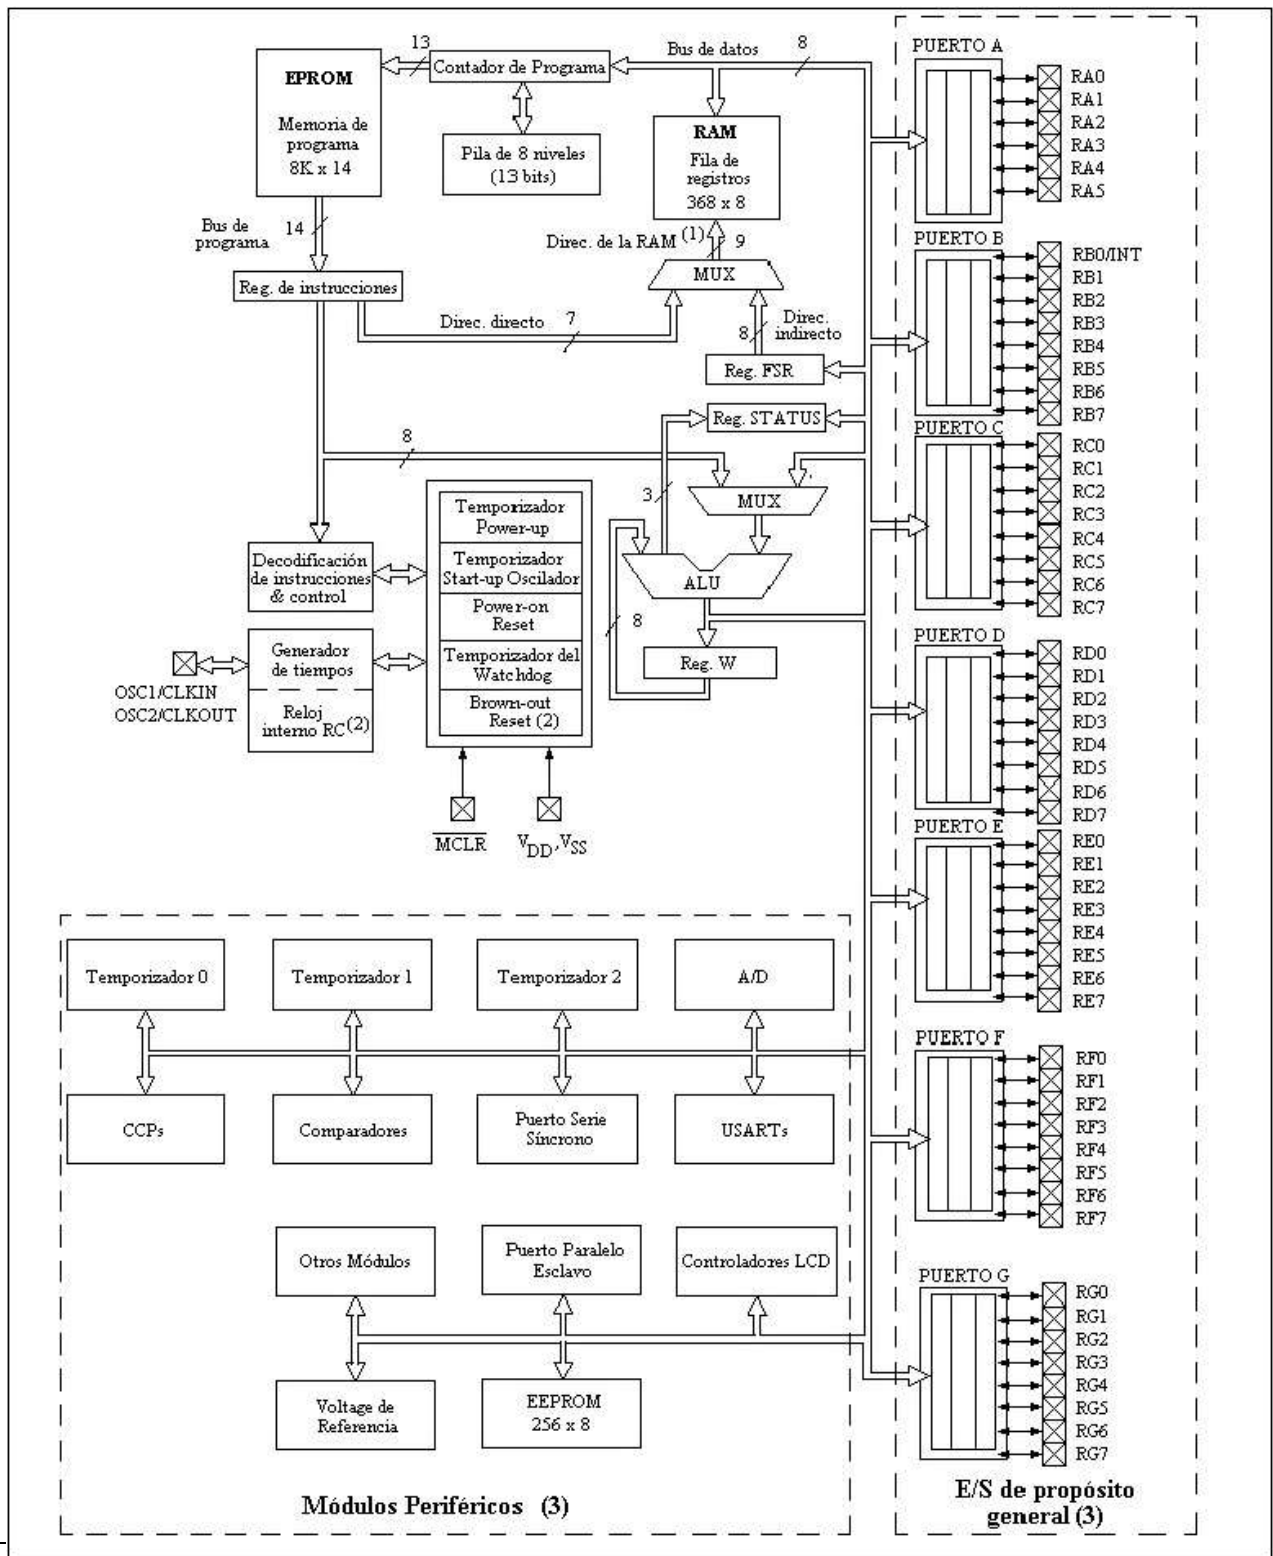 13
Bus de datos
8
EPROM
Memoria de
programa
8K x 14
Contador de Programa
Pila de 8 niveles
(13 bits)
RAM
Fila de
registros
368 x 8
Bus de
programa
14
Direc. de la RAM (1)
9
MUX
Reg. de instrucciones
Direc. directo
7
8
Direc.
indirecto
Reg. FSR
Reg. STATUS
8
3
MUX
ALU
8
Reg. W
Decodificación
de instrucciones
& control
Generador
de tiempos
Reloj
interno RC(2)
OSC1/CLKIN
OSC2/CLKOUT
Temporizador
Power-up
Temporizador
Start-up Oscilador
Power-on
Reset
Temporizador del
Watchdog
Brown-out
Reset (2)
MCLR
VDD,VSS
Temporizador 0
Temporizador 1
Temporizador 2
A/D
CCPs
Comparadores
Puerto Serie
Síncrono
USARTs
Otros Módulos
Puerto Paralelo
Esclavo
Controladores LCD
Voltage de
Referencia
EEPROM
256 x 8
Módulos Periféricos (3)
PUERTO A
RA0
RA1
RA2
RA3
RA4
RA5
PUERTO B
RB0/INT
RB1
RB2
RB3
RB4
RB5
RB6
RB7
PUERTO C
RC0
RC1
RC2
RC3
RC4
RC5
RC6
RC7
PUERTO D
RD0
RD1
RD2
RD3
RD4
RD5
RD6
RD7
PUERTO E
RE0
RE1
RE2
RE3
RE4
RE5
RE6
RE7
PUERTO F
RF0
RF1
RF2
RF3
RF4
RF5
RF6
RF7
PUERTO G
RG0
RG1
RG2
RG3
RG4
RG5
RG6
RG7
E/S de propósito
general (3)